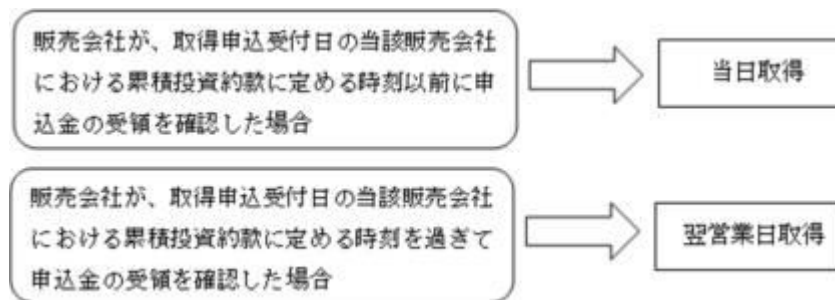 販売会社が、取得申込受付日の当該販売会社
における累積投資約款に定める時刻以前に申
込金の受領を確認した場合
当日取得
販売会社が、取得申込受付日の当該販売会社
における累積投資約款に定める時刻を過ぎて
申込金の受領を確認した場合
翌営業日取得